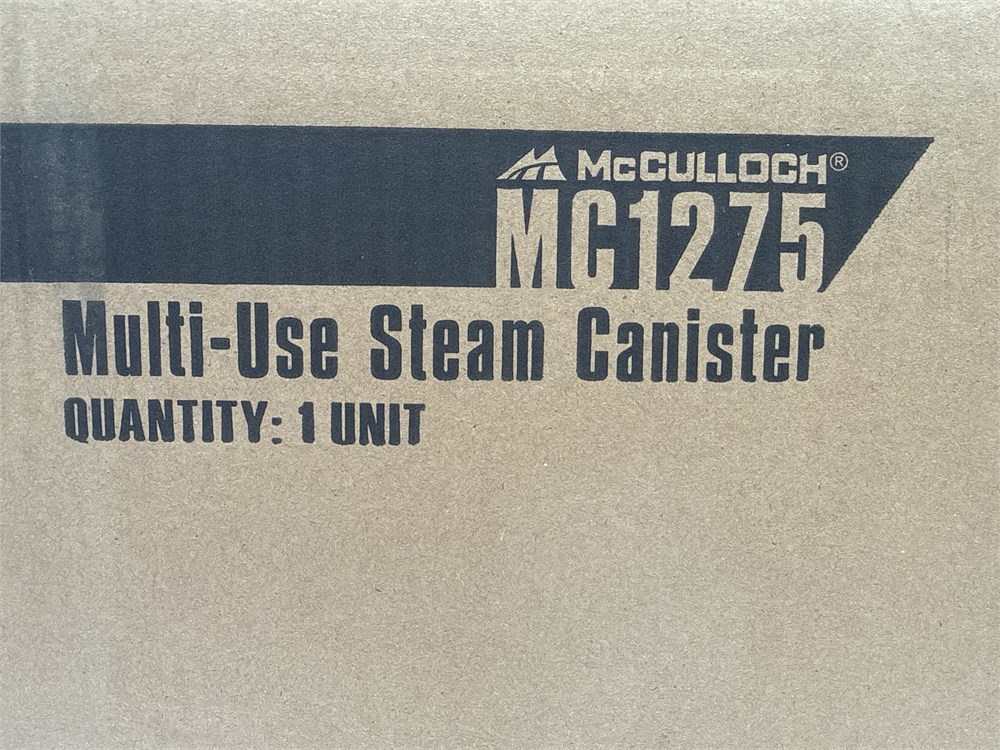 McCULLOCH®
MC1275
Multi-Use Steam Canister
QUANTITY: 1 UNIT